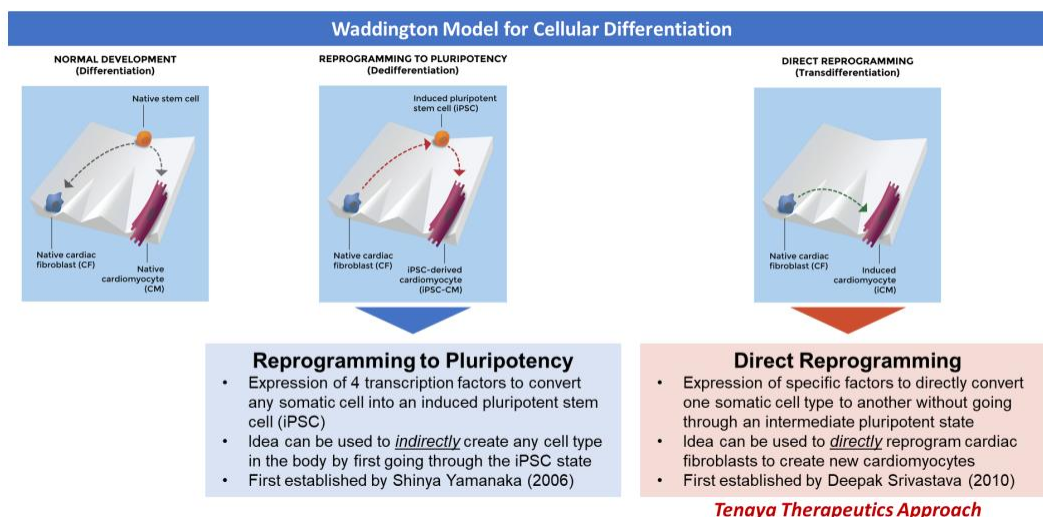 Waddington Model for Cellular Differentiation
NORMAL DEVELOPMENT
(Differentiation)
Native stem cell
Native cardiac
fibroblast (CF)
Native
cardiomyocyte
(CM)
REPROGRAMMING TO PLURIPOTENCY
(Dedifferentiation)
Induced pluripotent
stem cell (iPSC)
Native cardiac
fibroblast (CF)
iPSC-derived
cardiomyocyte
(iPSC-CM)
DIRECT REPROGRAMMING
(Transdifferentiation)
Native cardiac
fibroblast (CF)
Induced
cardiomyocyte
(iCM)
Reprogramming to Pluripotency
• Expression of 4 transcription factors to convert
any somatic cell into an induced pluripotent stem
cell (iPSC)
• Idea can be used to indirectly create any cell type
in the body by first going through the iPSC state
• First established by Shinya Yamanaka (2006)
Direct Reprogramming
• Expression of specific factors to directly convert
one somatic cell type to another without going
through an intermediate pluripotent state
• Idea can be used to directly reprogram cardiac
fibroblasts to create new cardiomyocytes
• First established by Deepak Srivastava (2010)
Tenaya Therapeutics Approach